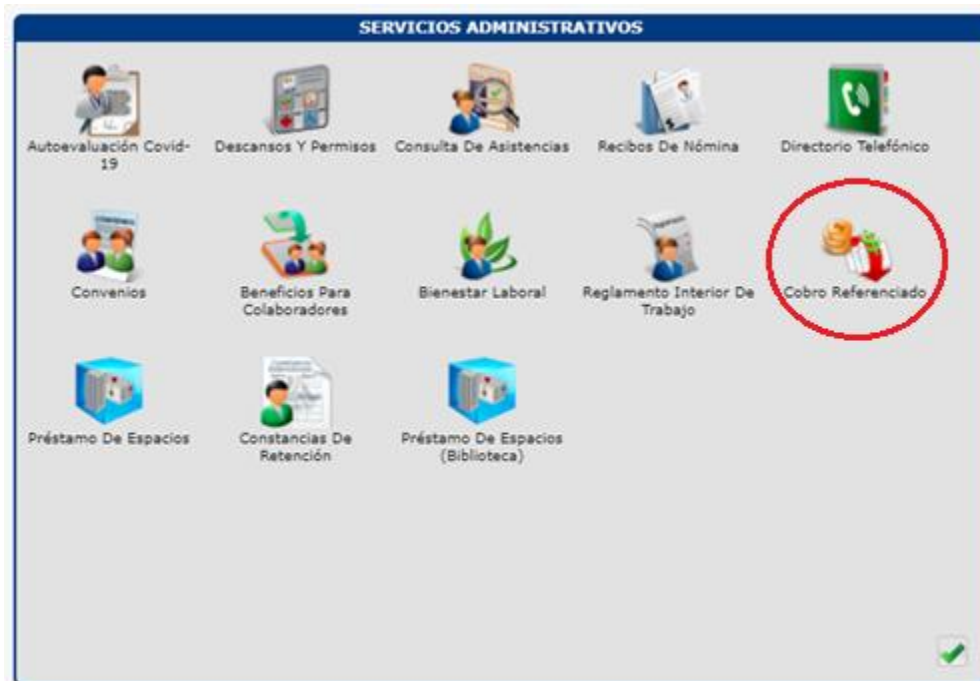 SERVICIOS ADMINISTRATIVOS
Autoevaluación Covid-
19
Descansos Y Permisos
Consulta De Asistencias
Recibos De Nómina
Directorio Telefónico
Convenios
Beneficios Para
Colaboradores
Bienestar Laboral
Reglamento Interior De
Trabajo
Cobro Referenciado
Préstamo De Espacios
Constancias De
Retención
Préstamo De Espacios
(Biblioteca)